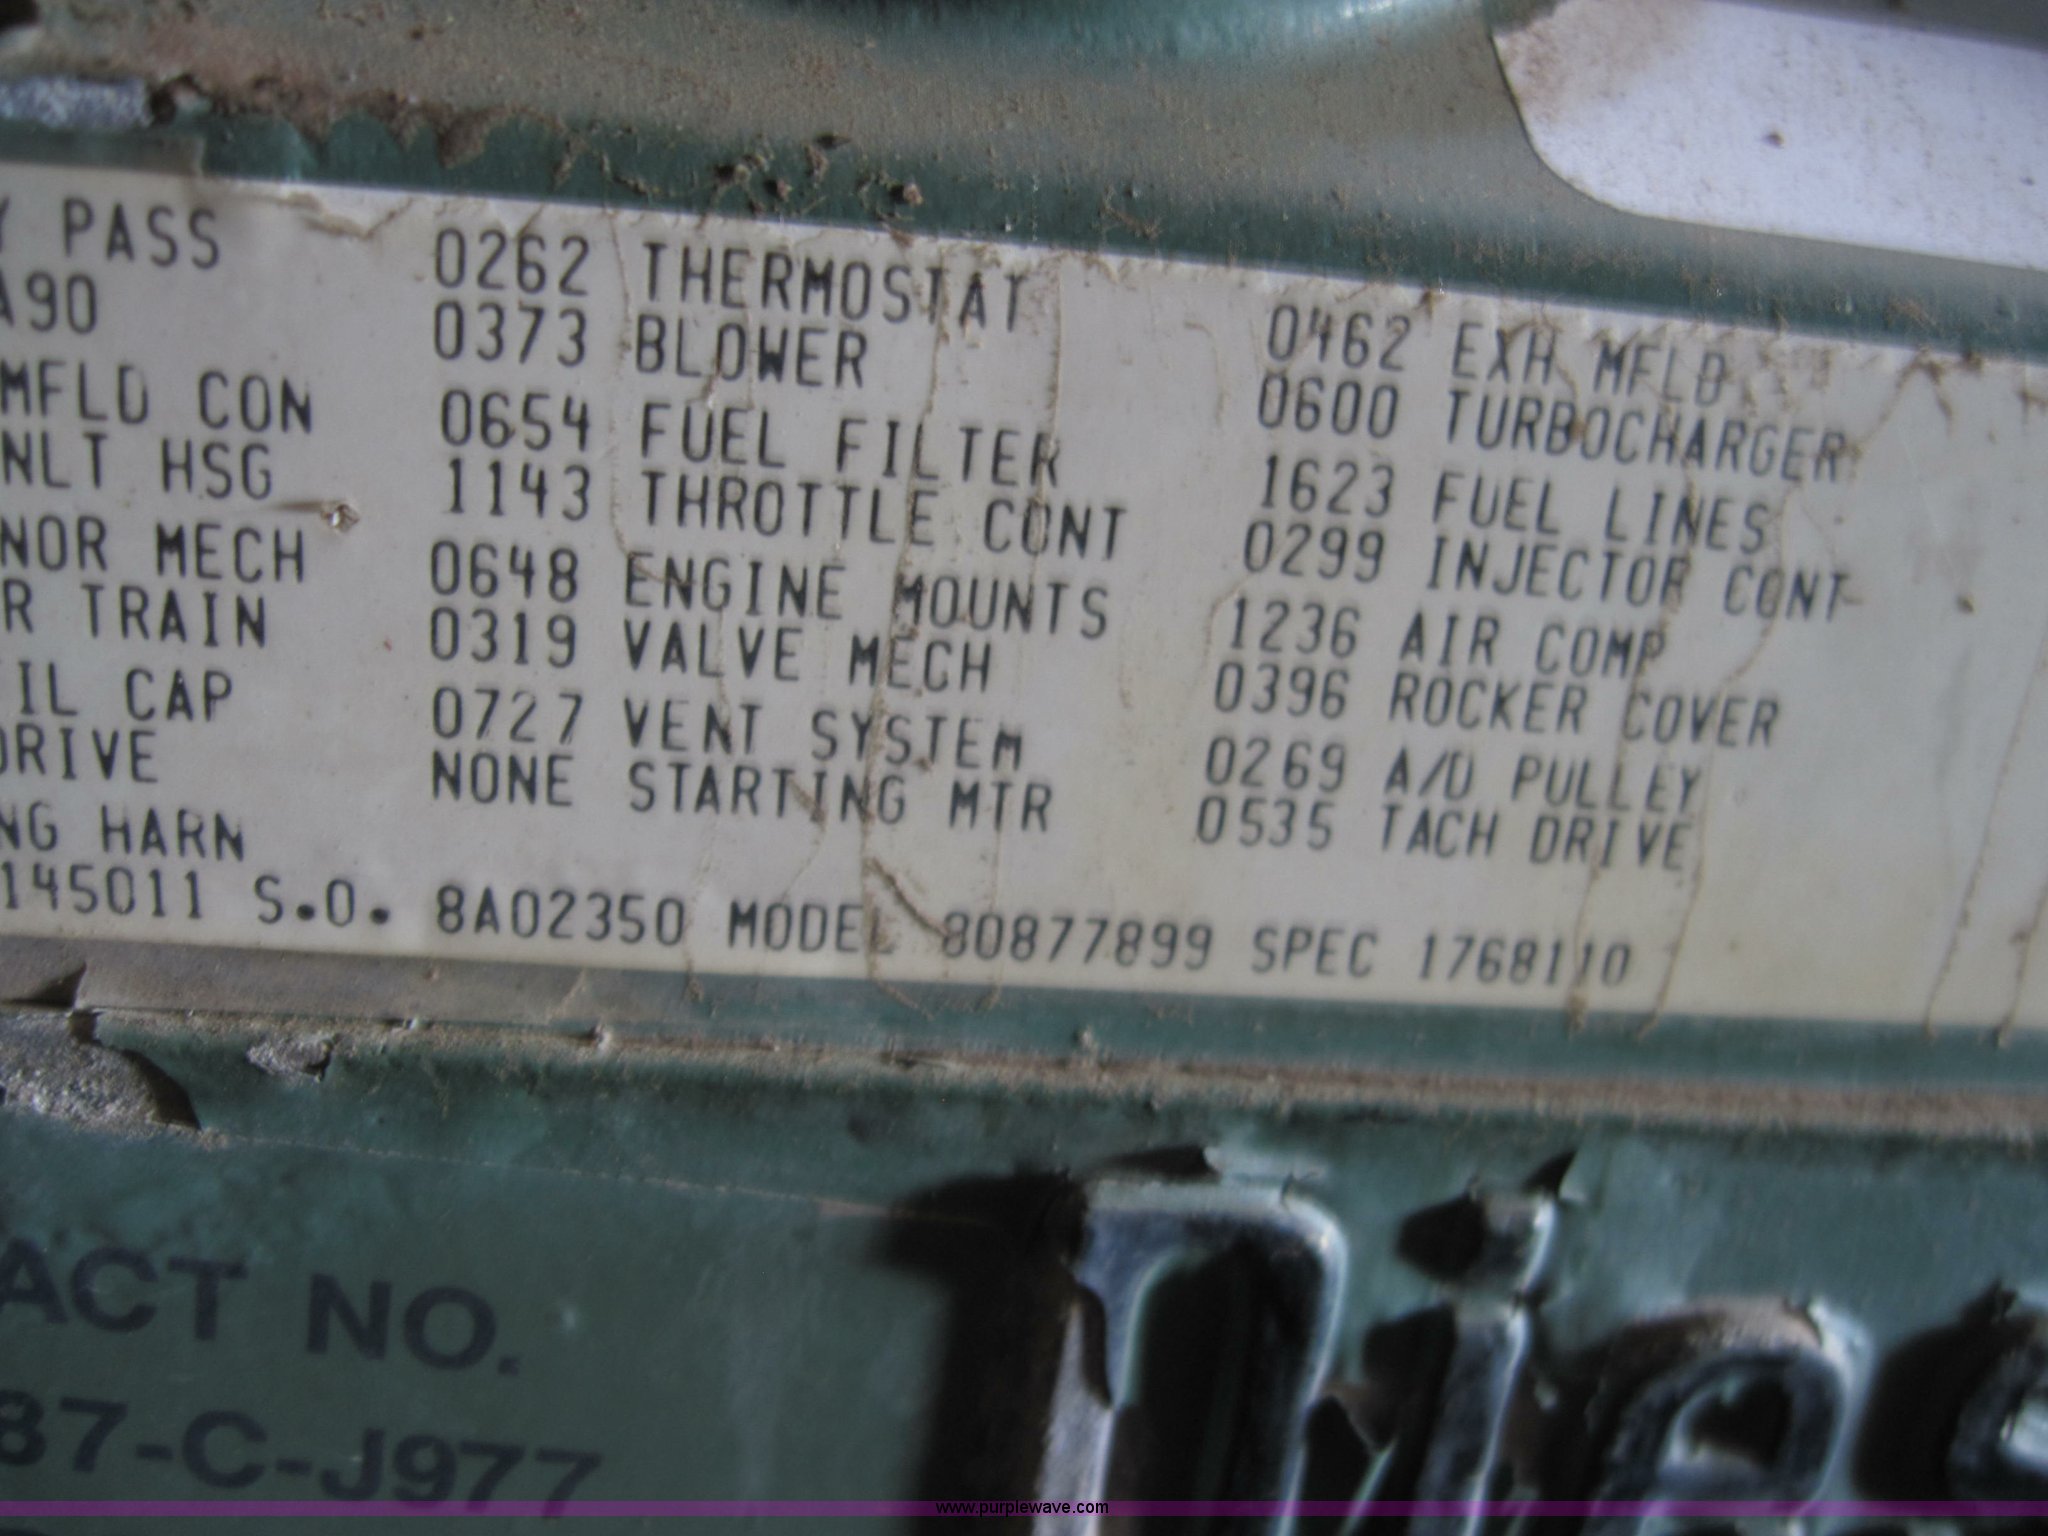 Y PASS 0262 THERMOSTAT 0462 EXH MFLD
A90 0373 BLOWER 0600 TURBOCHARGER
MFLD CON 0654 FUEL FILTER 1623 FUEL LINES
NLT HSG 1143 THROTTLE CONT 0299 INJECTOR CONT
NOR MECH 0648 ENGINE MOUNTS 1236 AIR COMP
R TRAIN 0319 VALVE MECH 0396 ROCKER COVER
IL CAP 0727 VENT SYSTEM 0269 A/D PULLEY
DRIVE NONE STARTING MTR 0535 TACH DRIVE
NG HARN
145011 S.O. 8A02350 MODEL 80877899 SPEC 1768110
ACT NO.
87-C-J977
Dies
www.purplewave.com